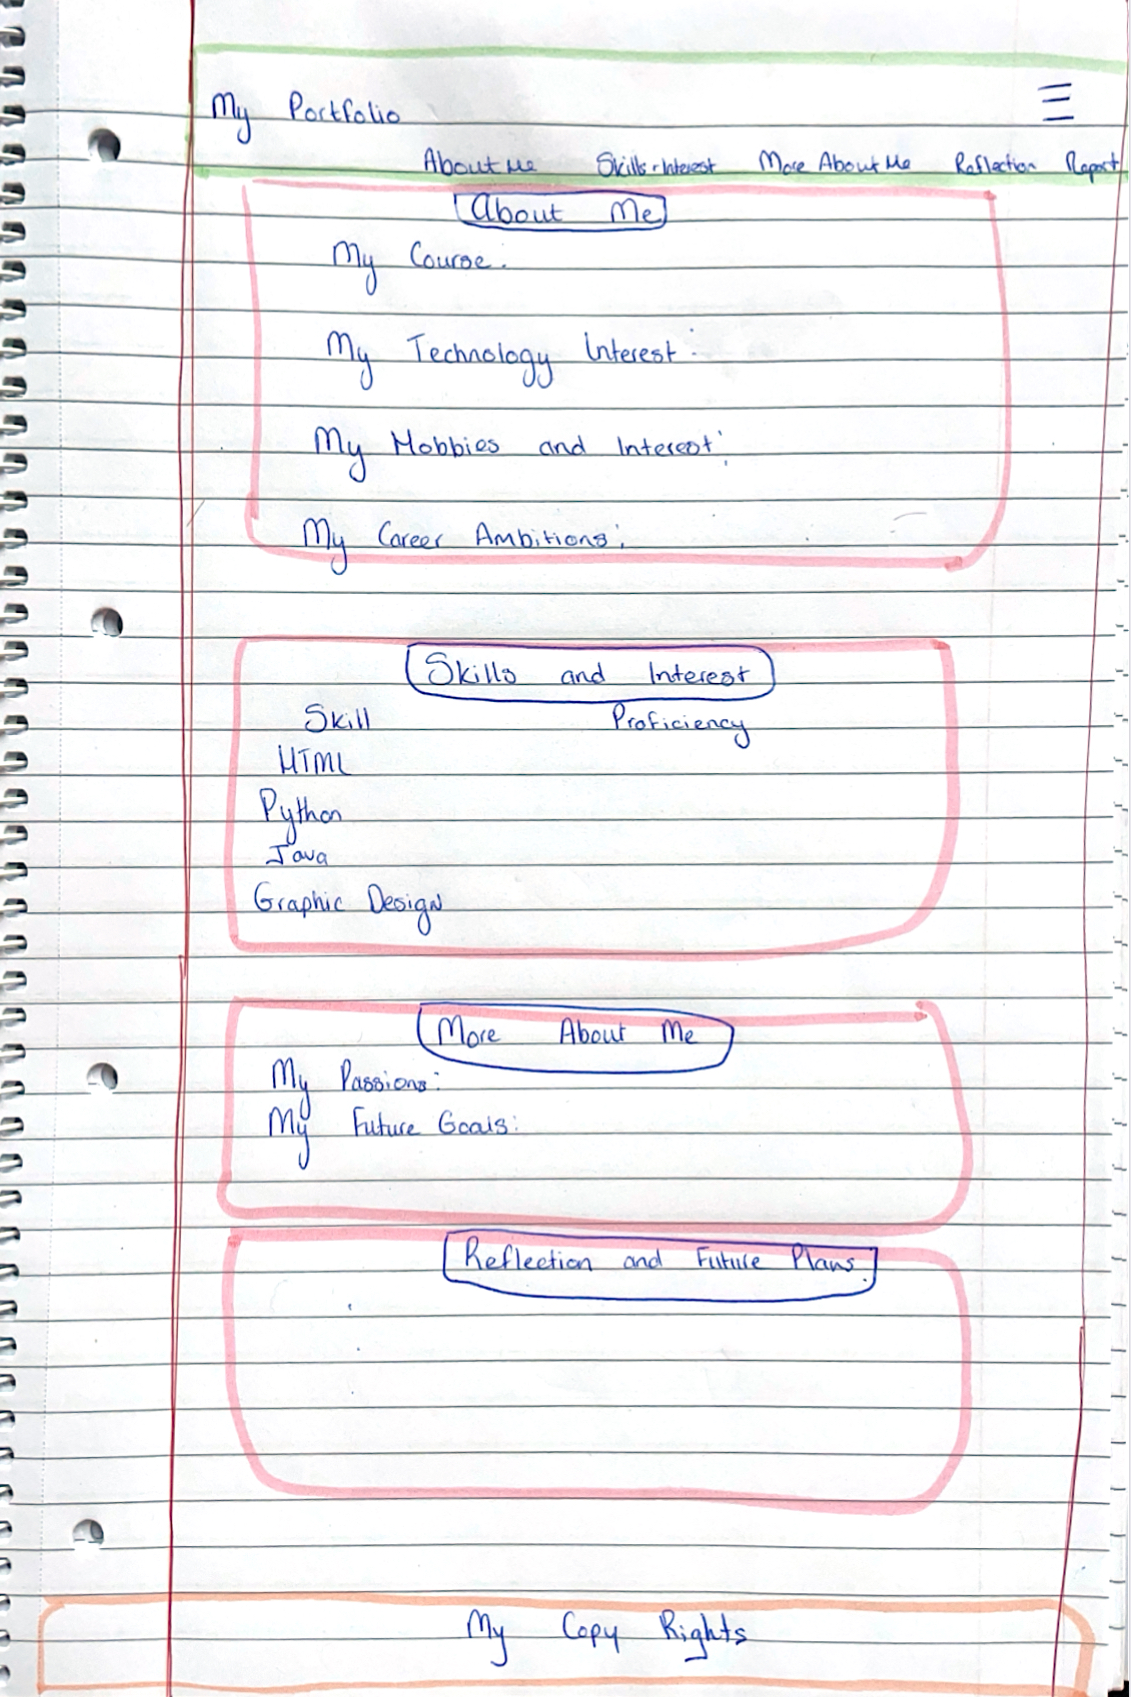 My Portfolio
About Me Skills-Interest More About Me Reflection Report
About Me
My Course:
My Technology Interest:
My Hobbies and Interest:
My Career Ambitions:
Skills and Interest
Skill Proficiency
HTML
Python
Java
Graphic Design
More About Me
My Passions:
My Future Goals:
Reflection and Future Plans.
My Copy Rights